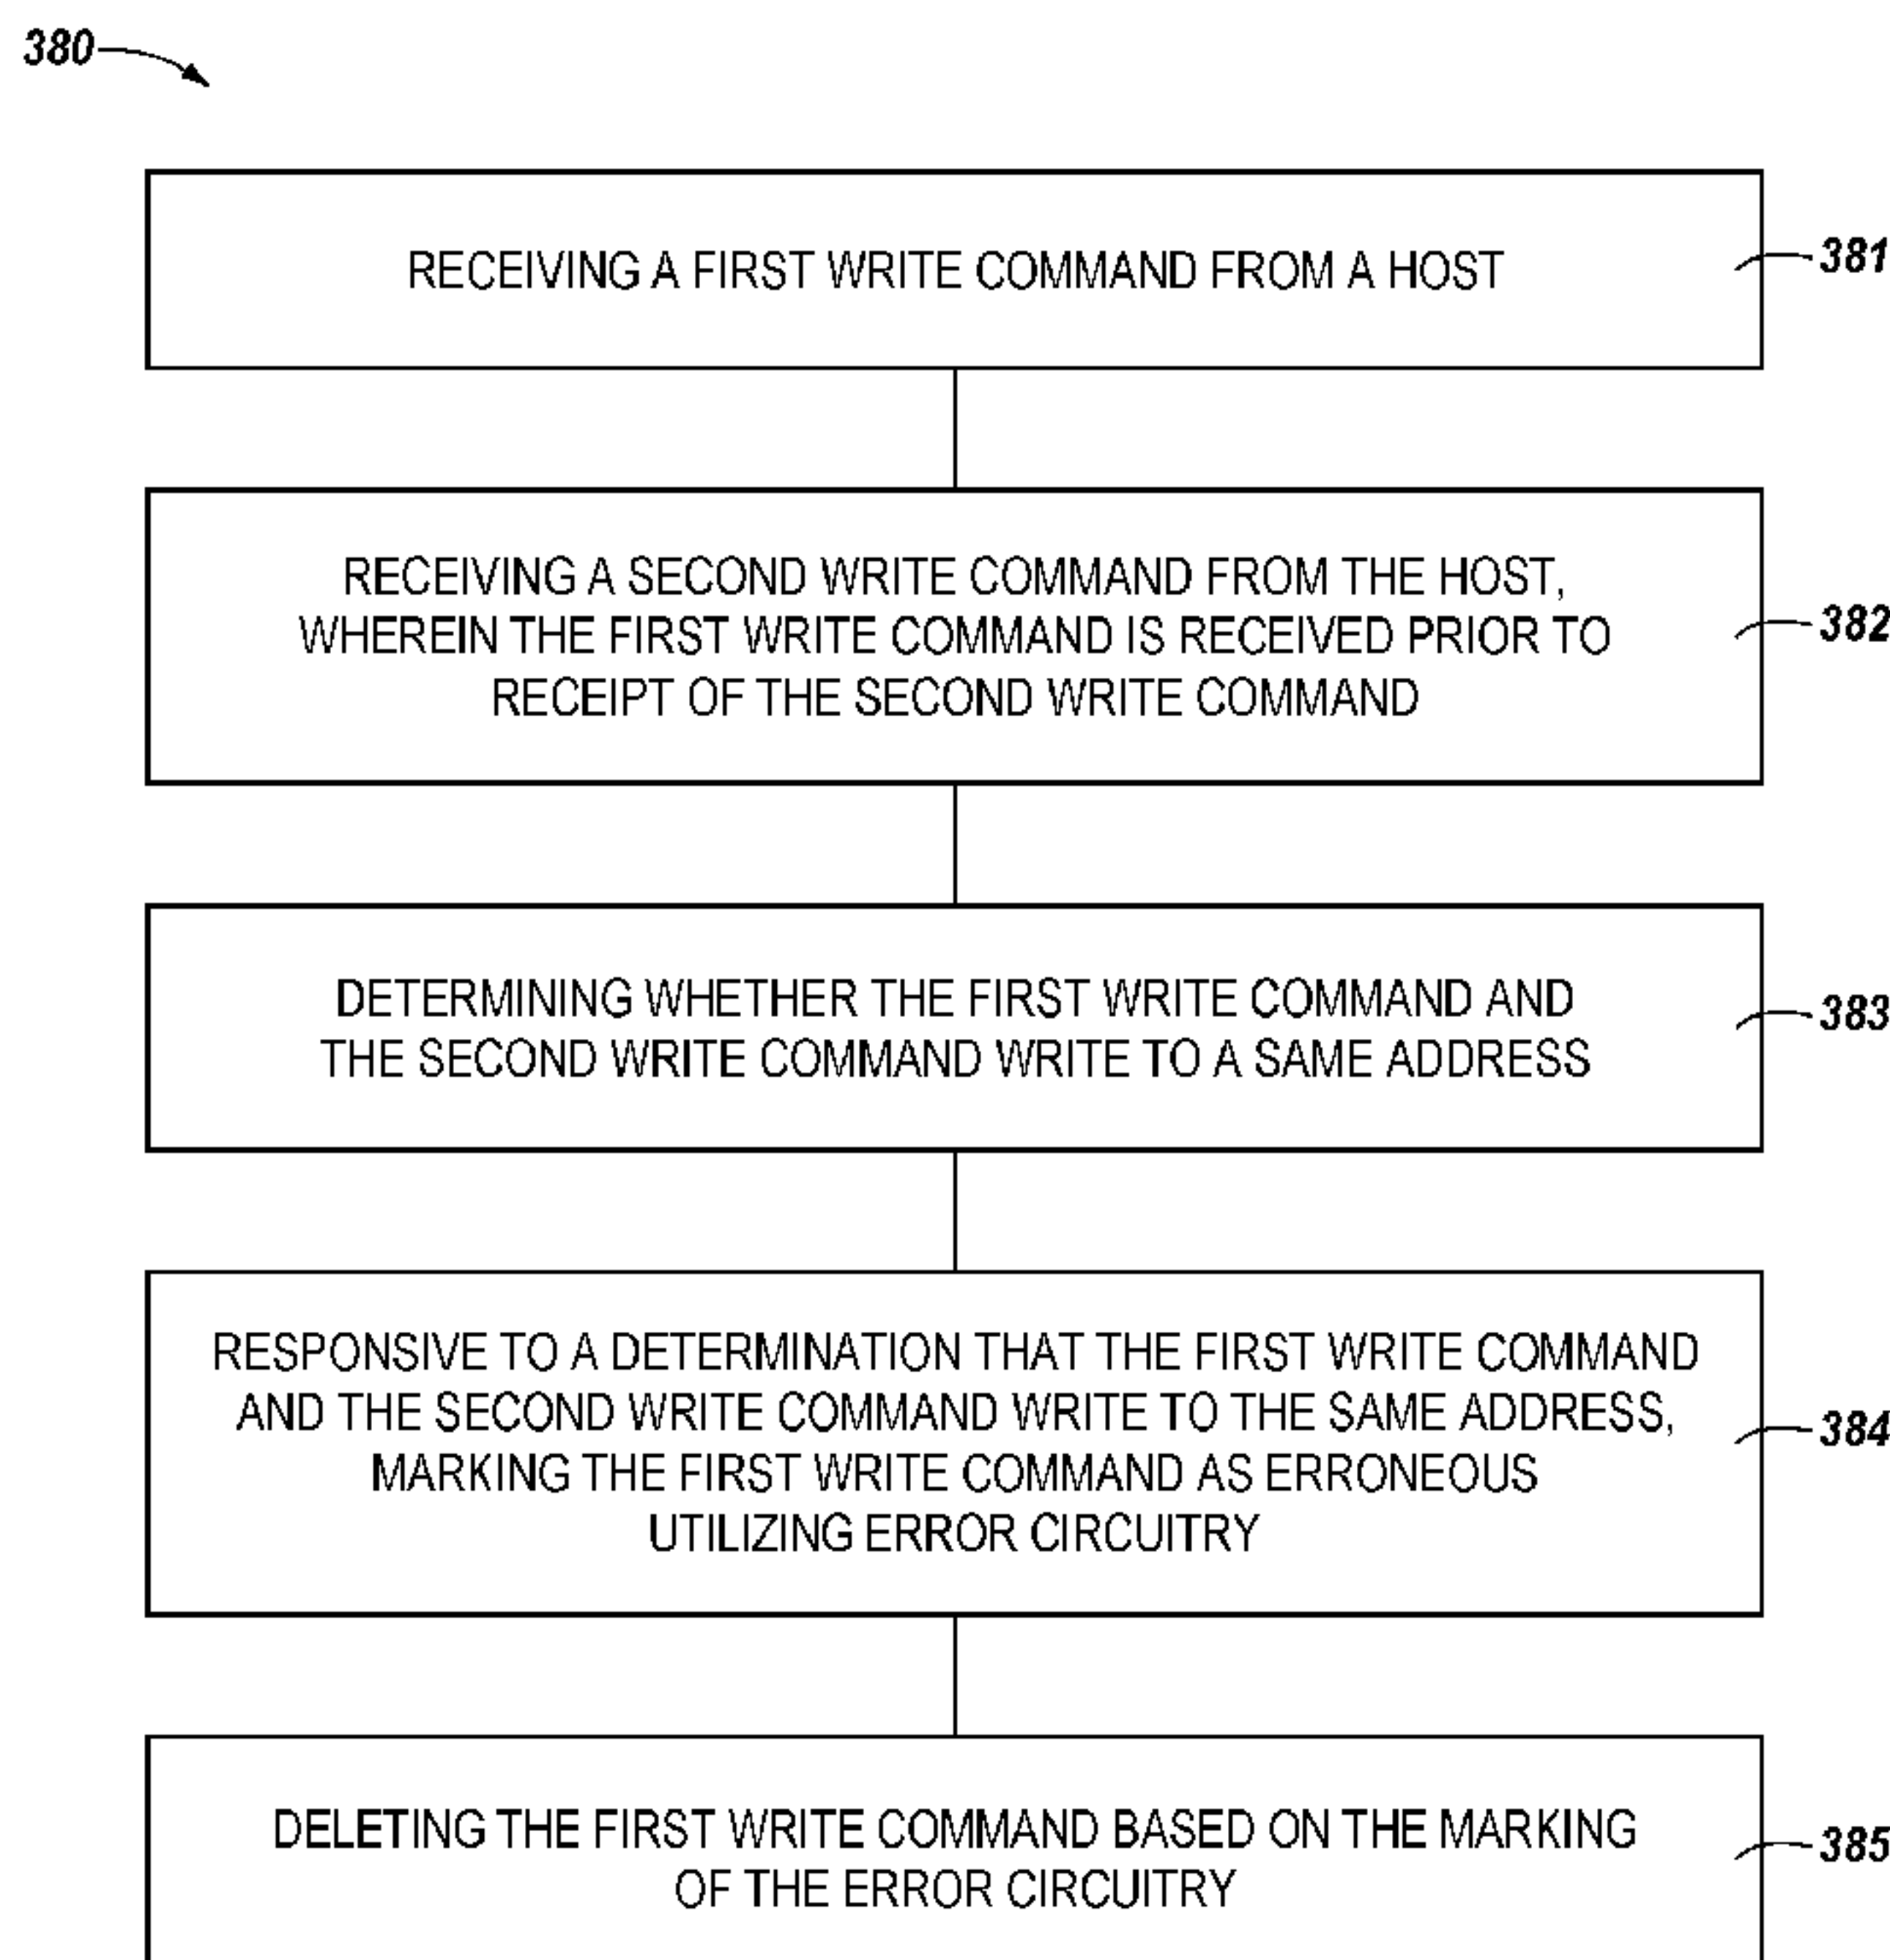 380
RECEIVING A FIRST WRITE COMMAND FROM A HOST
381
RECEIVING A SECOND WRITE COMMAND FROM THE HOST,
WHEREIN THE FIRST WRITE COMMAND IS RECEIVED PRIOR TO
RECEIPT OF THE SECOND WRITE COMMAND
382
DETERMINING WHETHER THE FIRST WRITE COMMAND AND
THE SECOND WRITE COMMAND WRITE TO A SAME ADDRESS
383
RESPONSIVE TO A DETERMINATION THAT THE FIRST WRITE COMMAND
AND THE SECOND WRITE COMMAND WRITE TO THE SAME ADDRESS,
MARKING THE FIRST WRITE COMMAND AS ERRONEOUS
UTILIZING ERROR CIRCUITRY
384
DELETING THE FIRST WRITE COMMAND BASED ON THE MARKING
OF THE ERROR CIRCUITRY
385